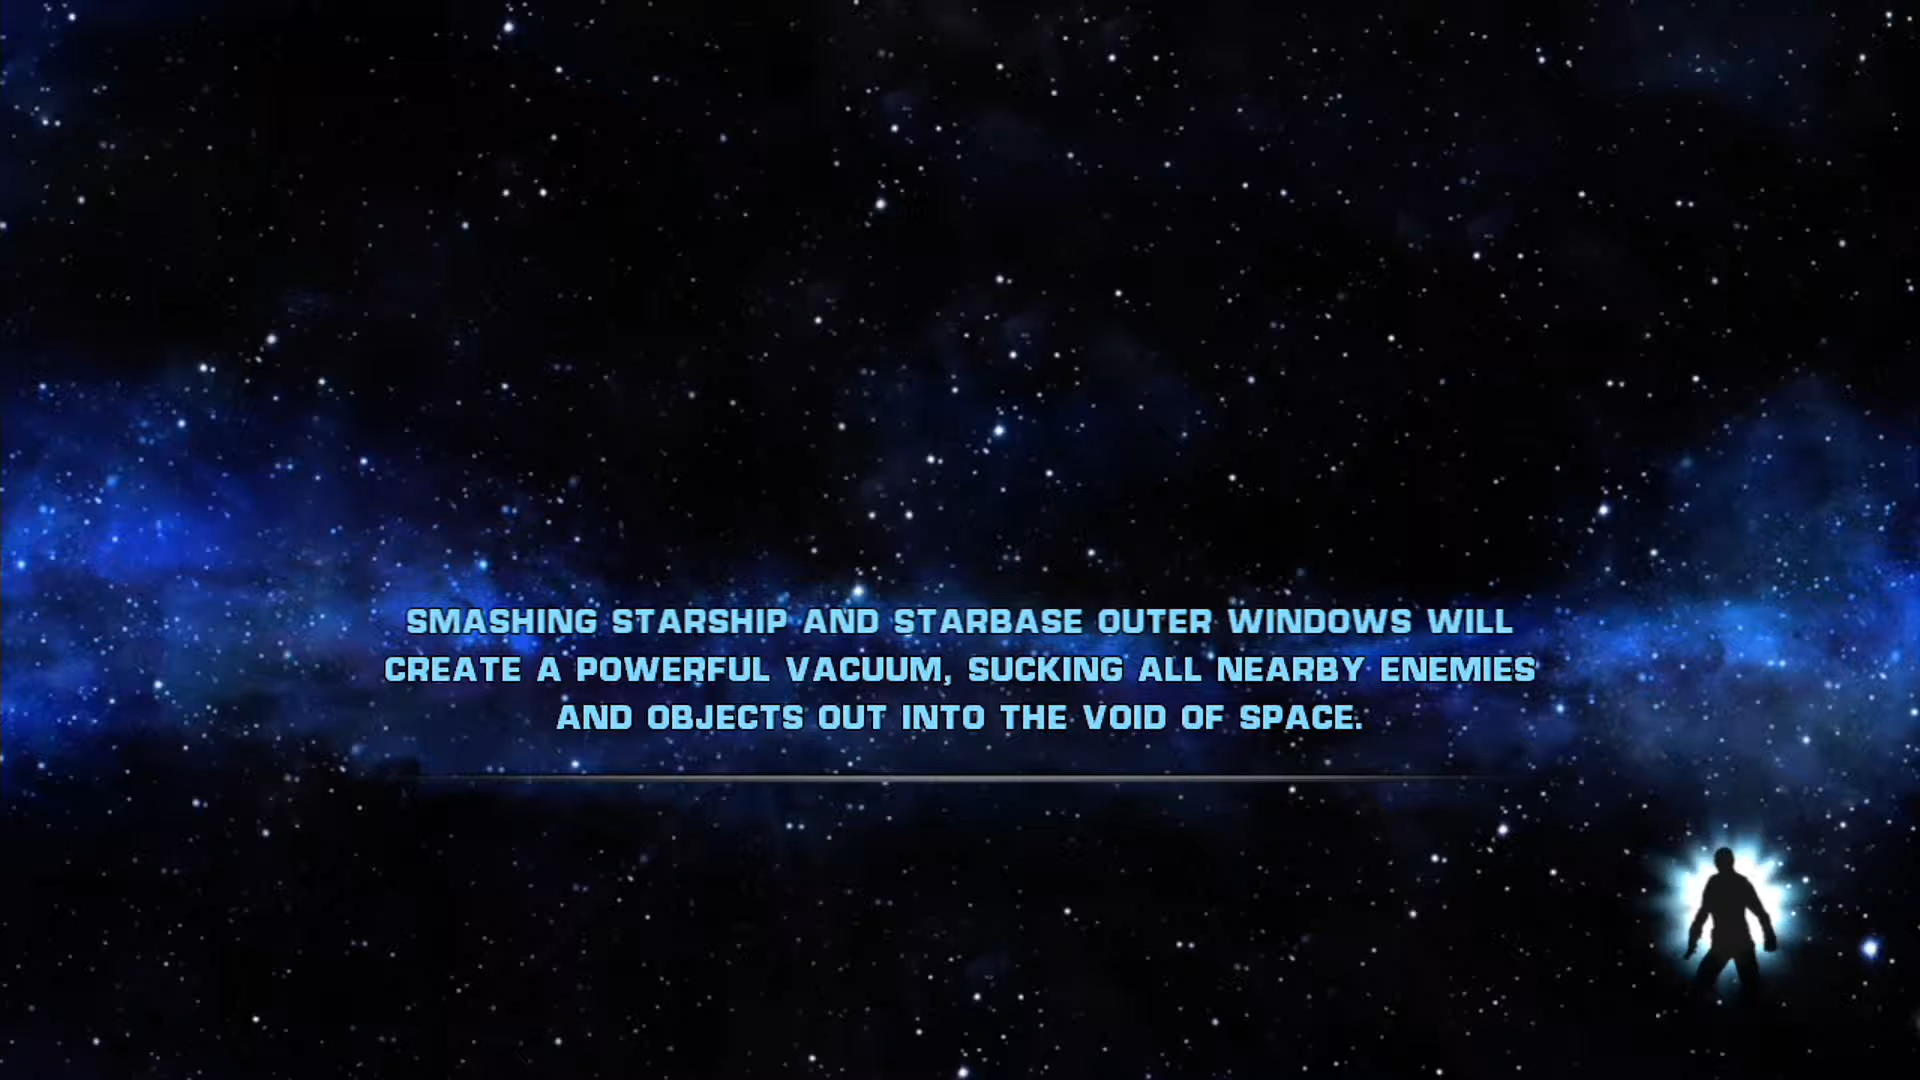 SMASHING STARSHIP AND STARBASE OUTER WINDOWS WILL
CREATE A POWERFUL VACUUM, SUCKING ALL NEARBY ENEMIES
AND OBJECTS OUT INTO THE VOID OF SPACE.